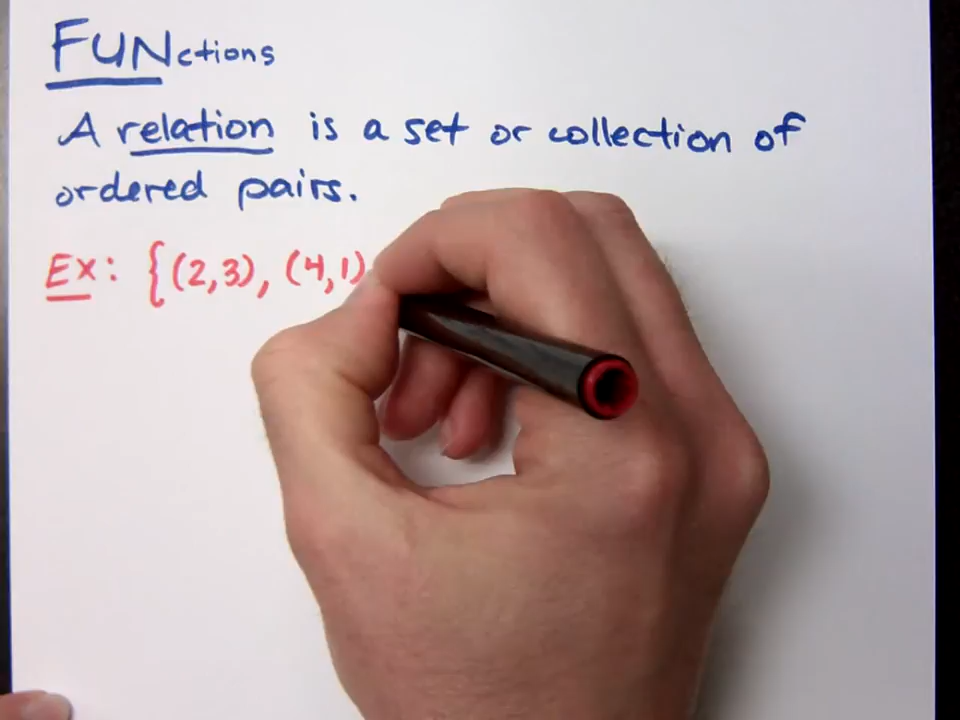 FUNctions
A relation is a set or collection of
ordered pairs.
Ex: {(2,3), (4,1)